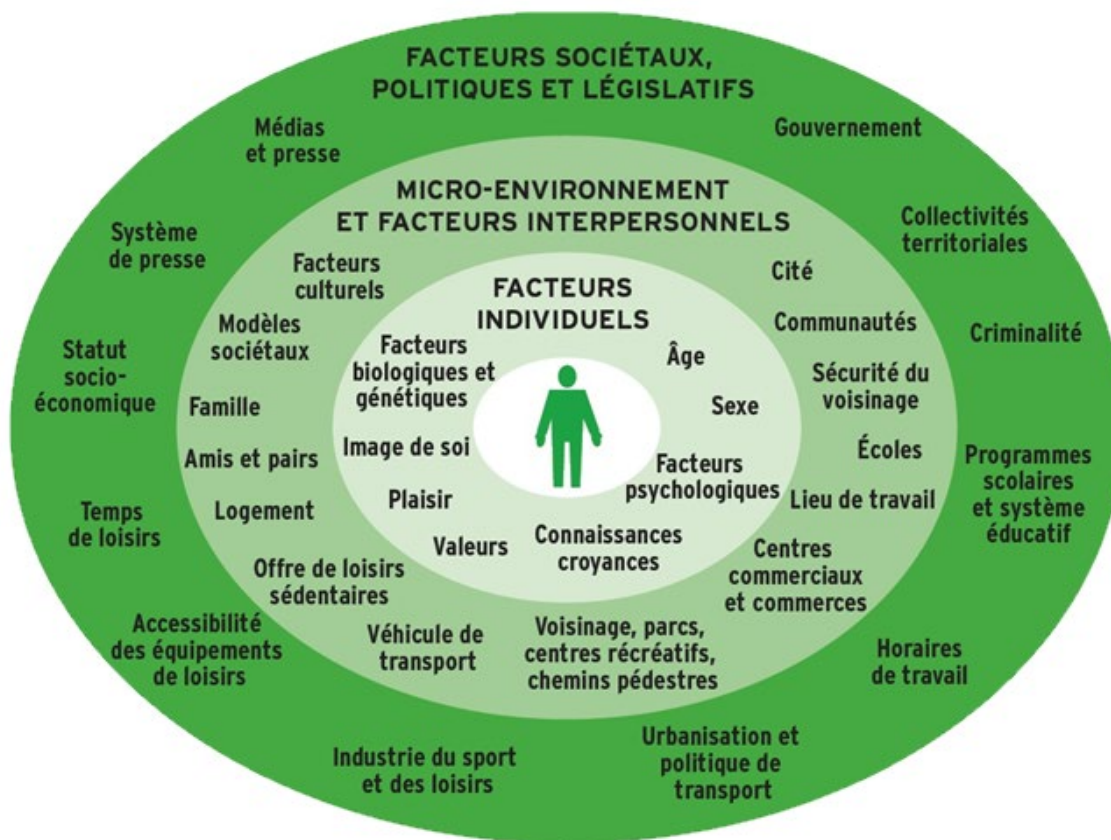 FACTEURS SOCIÉTAUX,
POLITIQUES ET LÉGISLATIFS
Médias
et presse
Gouvernement
Système
de presse
Collectivités
territoriales
Statut
socio-
économique
Criminalité
Temps
de loisirs
Programmes
scolaires
et système
éducatif
Accessibilité
des équipements
de loisirs
Horaires
de travail
Industrie du sport
et des loisirs
Urbanisation et
politique de
transport
MICRO-ENVIRONNEMENT
ET FACTEURS INTERPERSONNELS
Facteurs
culturels
Cité
Modèles
sociétaux
Communautés
Famille
Sécurité du
voisinage
Amis et pairs
Écoles
Logement
Lieu de travail
Offre de loisirs
sédentaires
Centres
commerciaux
et commerces
Véhicule de
transport
Voisinage, parcs,
centres récréatifs,
chemins pédestres
FACTEURS
INDIVIDUELS
Facteurs
biologiques et
génétiques
Âge
Sexe
Image de soi
Facteurs
psychologiques
Plaisir
Valeurs
Connaissances
croyances